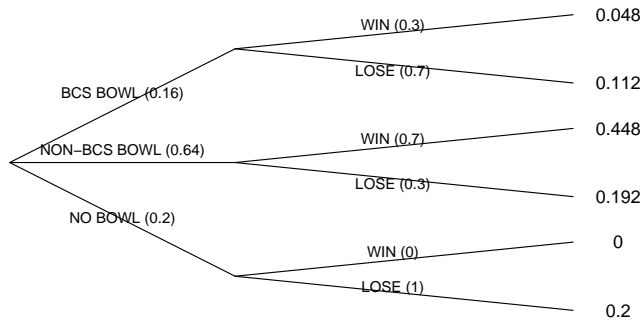 WIN (0.3)
0.048
BCS BOWL (0.16)
LOSE (0.7)
0.112
NON−BCS BOWL (0.64)
WIN (0.7)
0.448
LOSE (0.3)
0.192
NO BOWL (0.2)
WIN (0)
0
LOSE (1)
0.2